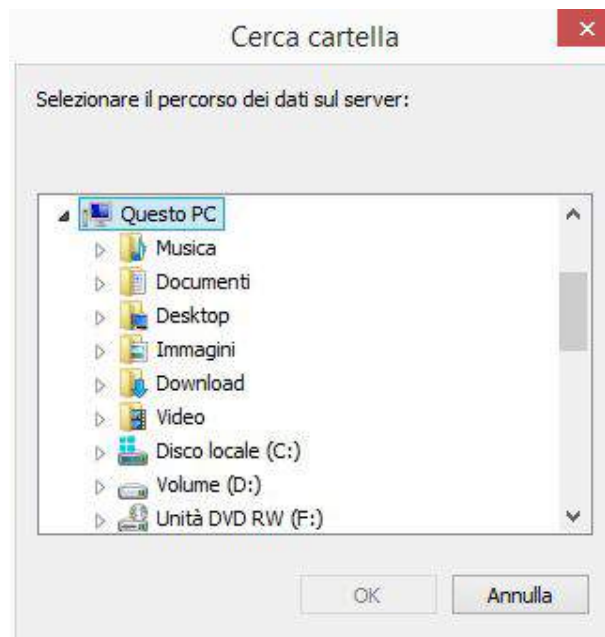 Cerca cartella
Selezionare il percorso dei dati sul server:
Questo PC
Musica
Documenti
Desktop
Immagini
Download
Video
Disco locale (C:)
Volume (D:)
Unità DVD RW (F:)
OK
Annulla